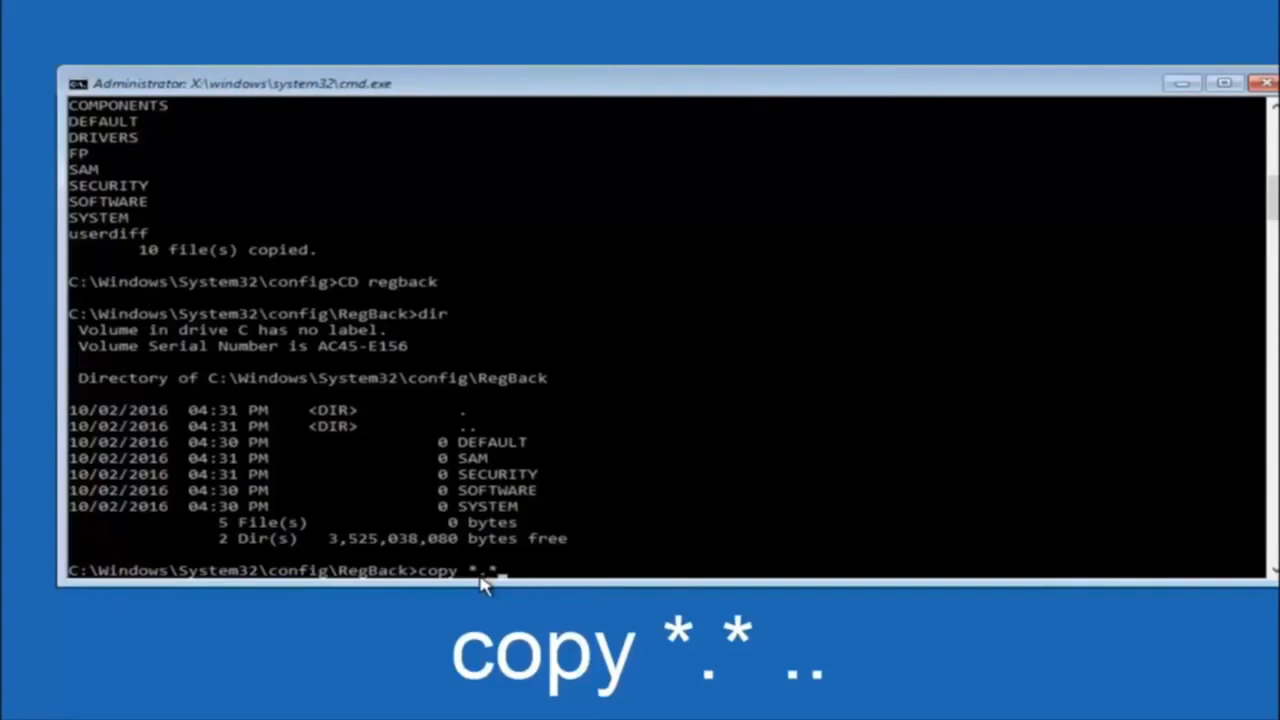 Administrator: X:\windows\system32\cmd.exe
COMPONENTS
DEFAULT
DRIVERS
FP
SAM
SECURITY
SOFTWARE
SYSTEM
userdiff
10 file(s) copied.
C:\Windows\System32\config>CD regback
C:\Windows\System32\config\RegBack>dir
Volume in drive C has no label.
Volume Serial Number is AC45-E156
Directory of C:\Windows\System32\config\RegBack
10/02/2016 04:31 PM <DIR> .
10/02/2016 04:31 PM <DIR> ..
10/02/2016 04:30 PM 0 DEFAULT
10/02/2016 04:31 PM 0 SAM
10/02/2016 04:31 PM 0 SECURITY
10/02/2016 04:30 PM 0 SOFTWARE
10/02/2016 04:30 PM 0 SYSTEM
5 File(s) 0 bytes
2 Dir(s) 3,525,038,080 bytes free
C:\Windows\System32\config\RegBack>copy *.*_
copy *.* ..